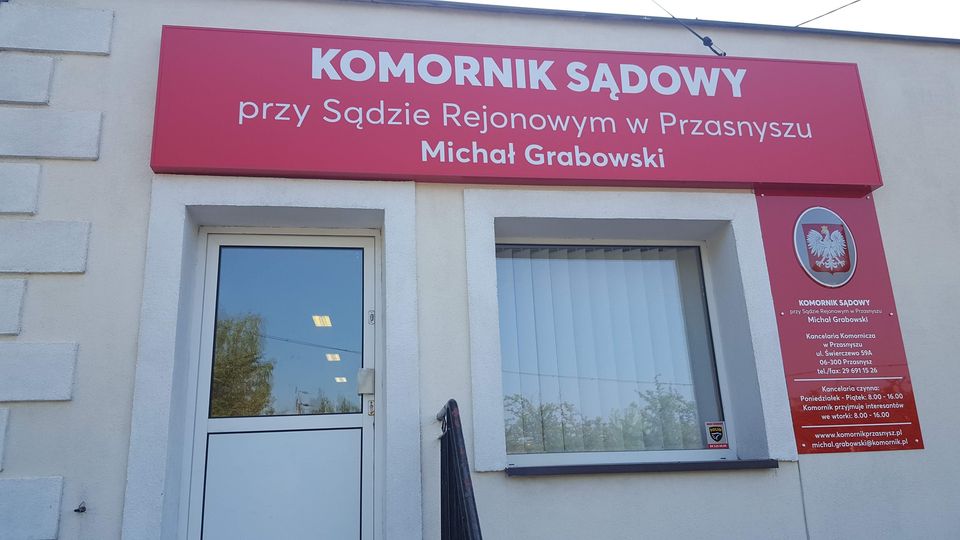 KOMORNIK SĄDOWY
przy Sądzie Rejonowym w Przasnyszu
Michał Grabowski
KOMORNIK SĄDOWY
przy Sądzie Rejonowym w Przasnyszu
Michał Grabowski
Kancelaria Komornicza
w Przasnyszu
ul. Świerczewo 59A
06-300 Przasnysz
tel./fax: 29 691 15 26
Kancelaria czynna:
Poniedziałek - Piątek: 8.00 - 16.00
Komornik przyjmuje interesantów
we wtorki: 8.00 - 16.00
www.komornikprzasnysz.pl
michal.grabowski@komornik.pl